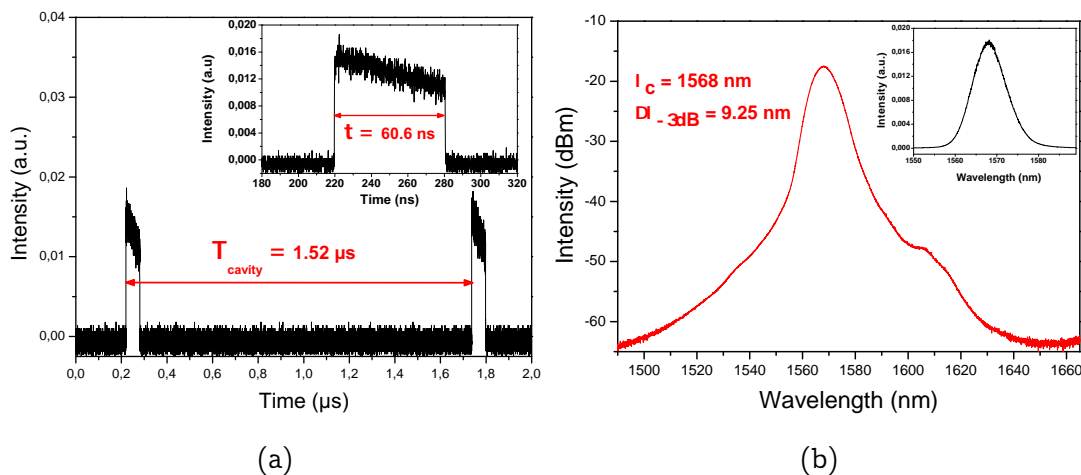 0,04
0,03
0,02
0,01
0,00
Intensity (a.u.)
0,0 0,2 0,4 0,6 0,8 1,0 1,2 1,4 1,6 1,8 2,0
Time (µs)
T cavity = 1.52 µs
0,020
0,016
0,012
0,008
0,004
0,000
Intensity (a.u)
t = 60.6 ns
180 200 220 240 260 280 300 320
Time (ns)
(a)
-10
-20
-30
-40
-50
-60
Intensity (dBm)
l c = 1568 nm
Dl - 3dB = 9.25 nm
1500 1520 1540 1560 1580 1600 1620 1640 1660
Wavelength (nm)
0,020
0,016
0,012
0,008
0,004
0,000
Intensity (a.u.)
1550 1560 1570 1580
Wavelength (nm)
(b)